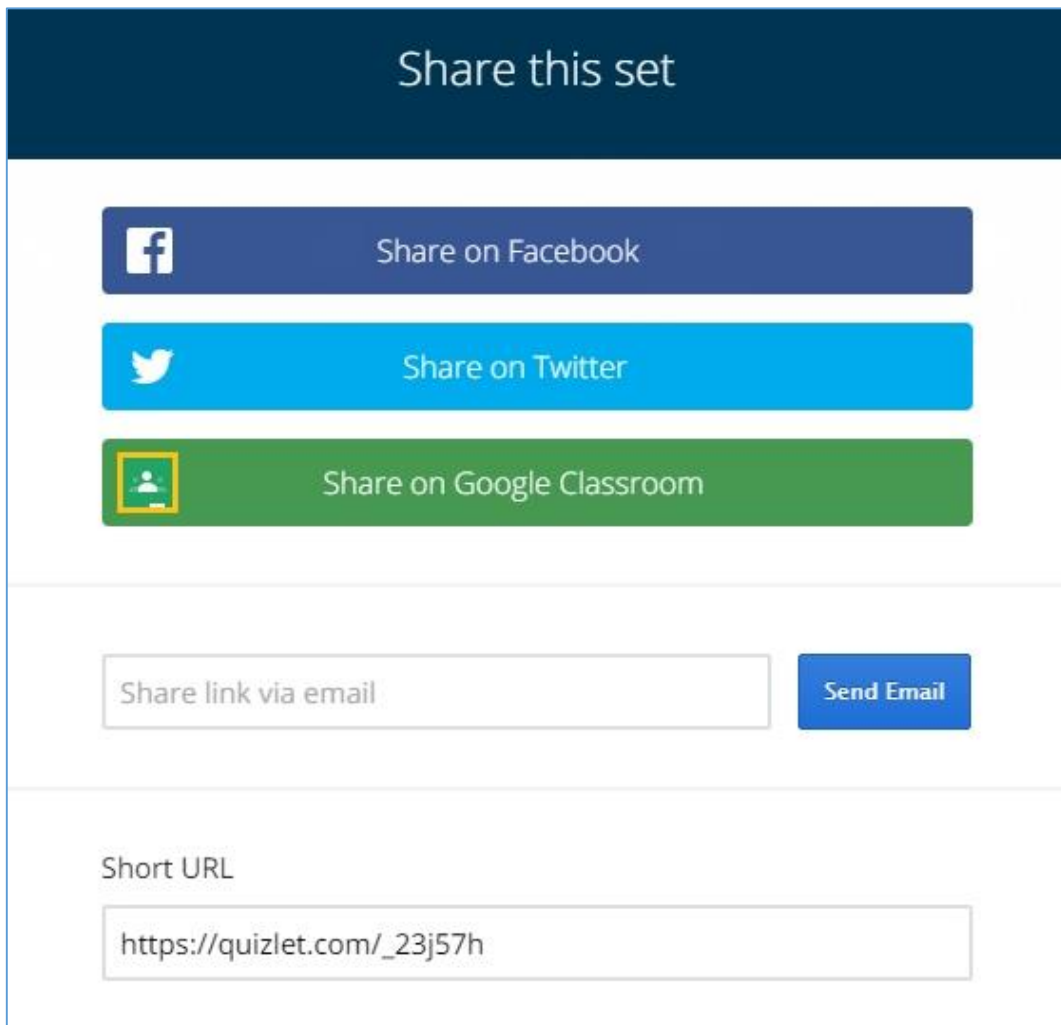 Share this set
Share on Facebook
Share on Twitter
Share on Google Classroom
Share link via email
Send Email
Short URL
https://quizlet.com/_23j57h